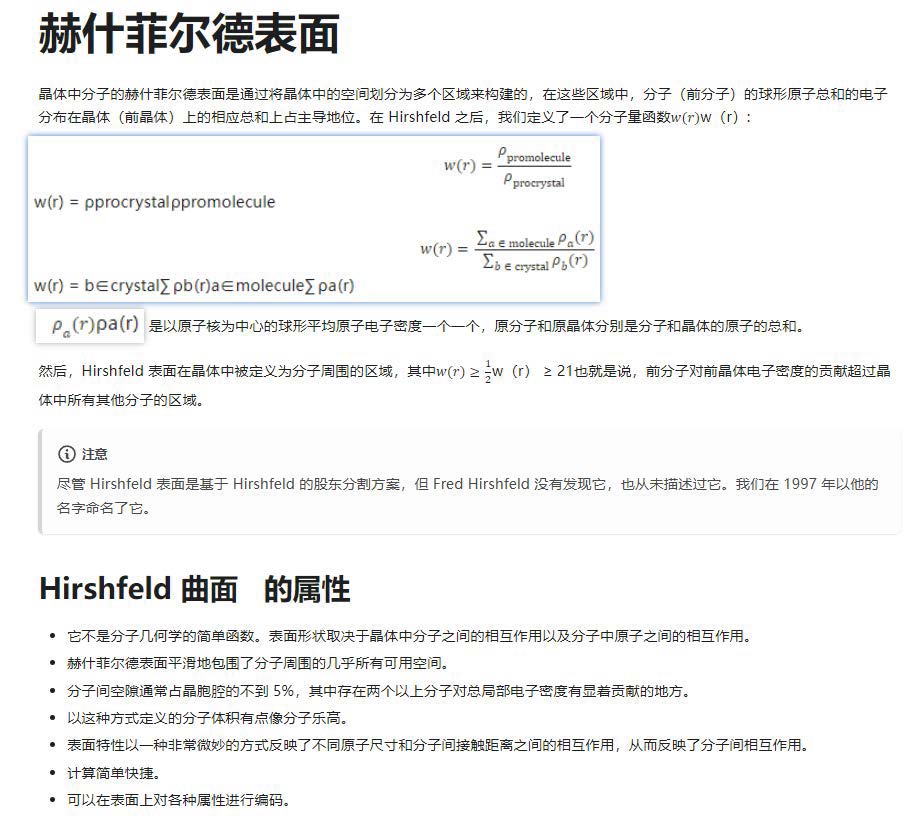 赫什菲尔德表面
晶体中分子的赫什菲尔德表面是通过将晶体中的空间划分为多个区域来构建的，在这些区域中，分子（前分子）的球形原子总和的电子
分布在晶体（前晶体）上的相应总和上占主导地位。在 Hirshfeld 之后，我们定义了一个分子量函数w(r)w（r）:
w(r) = ρpromolecule / ρprocrystal
w(r) = ρprocrystalρpromolecule
w(r) = ∑a ∈ molecule ρa(r) / ∑b ∈ crystal ρb(r)
w(r) = b∈crystal∑ρb(r)a∈molecule∑ρa(r)
ρa(r)ρa(r) 是以原子核为中心的球形平均原子电子密度一个一个，原分子和原晶体分别是分子和晶体的原子的总和。
然后，Hirshfeld 表面在晶体中被定义为分子周围的区域，其中w(r) ≥ 1/2w（r） ≥ 21也就是说，前分子对前晶体电子密度的贡献超过晶
体中所有其他分子的区域。
注意
尽管 Hirshfeld 表面是基于 Hirshfeld 的股东分割方案，但 Fred Hirshfeld 没有发现它，也从未描述过它。我们在 1997 年以他的
名字命名了它。
Hirshfeld 曲面 的属性
• 它不是分子几何学的简单函数。表面形状取决于晶体中分子之间的相互作用以及分子中原子之间的相互作用。
• 赫什菲尔德表面平滑地包围了分子周围的几乎所有可用空间。
• 分子间空隙通常占晶胞腔的不到 5%，其中存在两个以上分子对总局部电子密度有显着贡献的地方。
• 以这种方式定义的分子体积有点像分子乐高。
• 表面特性以一种非常微妙的方式反映了不同原子尺寸和分子间接触距离之间的相互作用，从而反映了分子间相互作用。
• 计算简单快捷。
• 可以在表面上对各种属性进行编码。